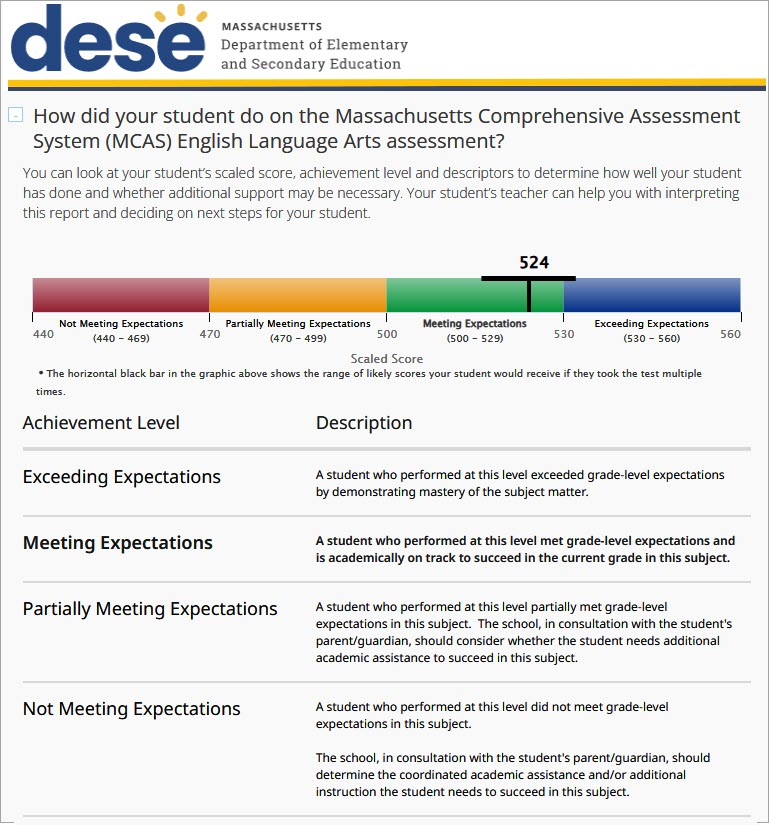 dese
MASSACHUSETTS
Department of Elementary
and Secondary Education
-
How did your student do on the Massachusetts Comprehensive Assessment
System (MCAS) English Language Arts assessment?
You can look at your student’s scaled score, achievement level and descriptors to determine how well your student
has done and whether additional support may be necessary. Your student’s teacher can help you with interpreting
this report and deciding on next steps for your student.
524
Not Meeting Expectations Partially Meeting Expectations Meeting Expectations Exceeding Expectations
440 (440 - 469) 470 (470 - 499) 500 (500 - 529) 530 (530 - 560) 560
Scaled Score
* The horizontal black bar in the graphic above shows the range of likely scores your student would receive if they took the test multiple
times.
Achievement Level Description
Exceeding Expectations A student who performed at this level exceeded grade-level expectations
by demonstrating mastery of the subject matter.
Meeting Expectations A student who performed at this level met grade-level expectations and
is academically on track to succeed in the current grade in this subject.
Partially Meeting Expectations A student who performed at this level partially met grade-level
expectations in this subject. The school, in consultation with the student's
parent/guardian, should consider whether the student needs additional
academic assistance to succeed in this subject.
Not Meeting Expectations A student who performed at this level did not meet grade-level
expectations in this subject.
The school, in consultation with the student's parent/guardian, should
determine the coordinated academic assistance and/or additional
instruction the student needs to succeed in this subject.